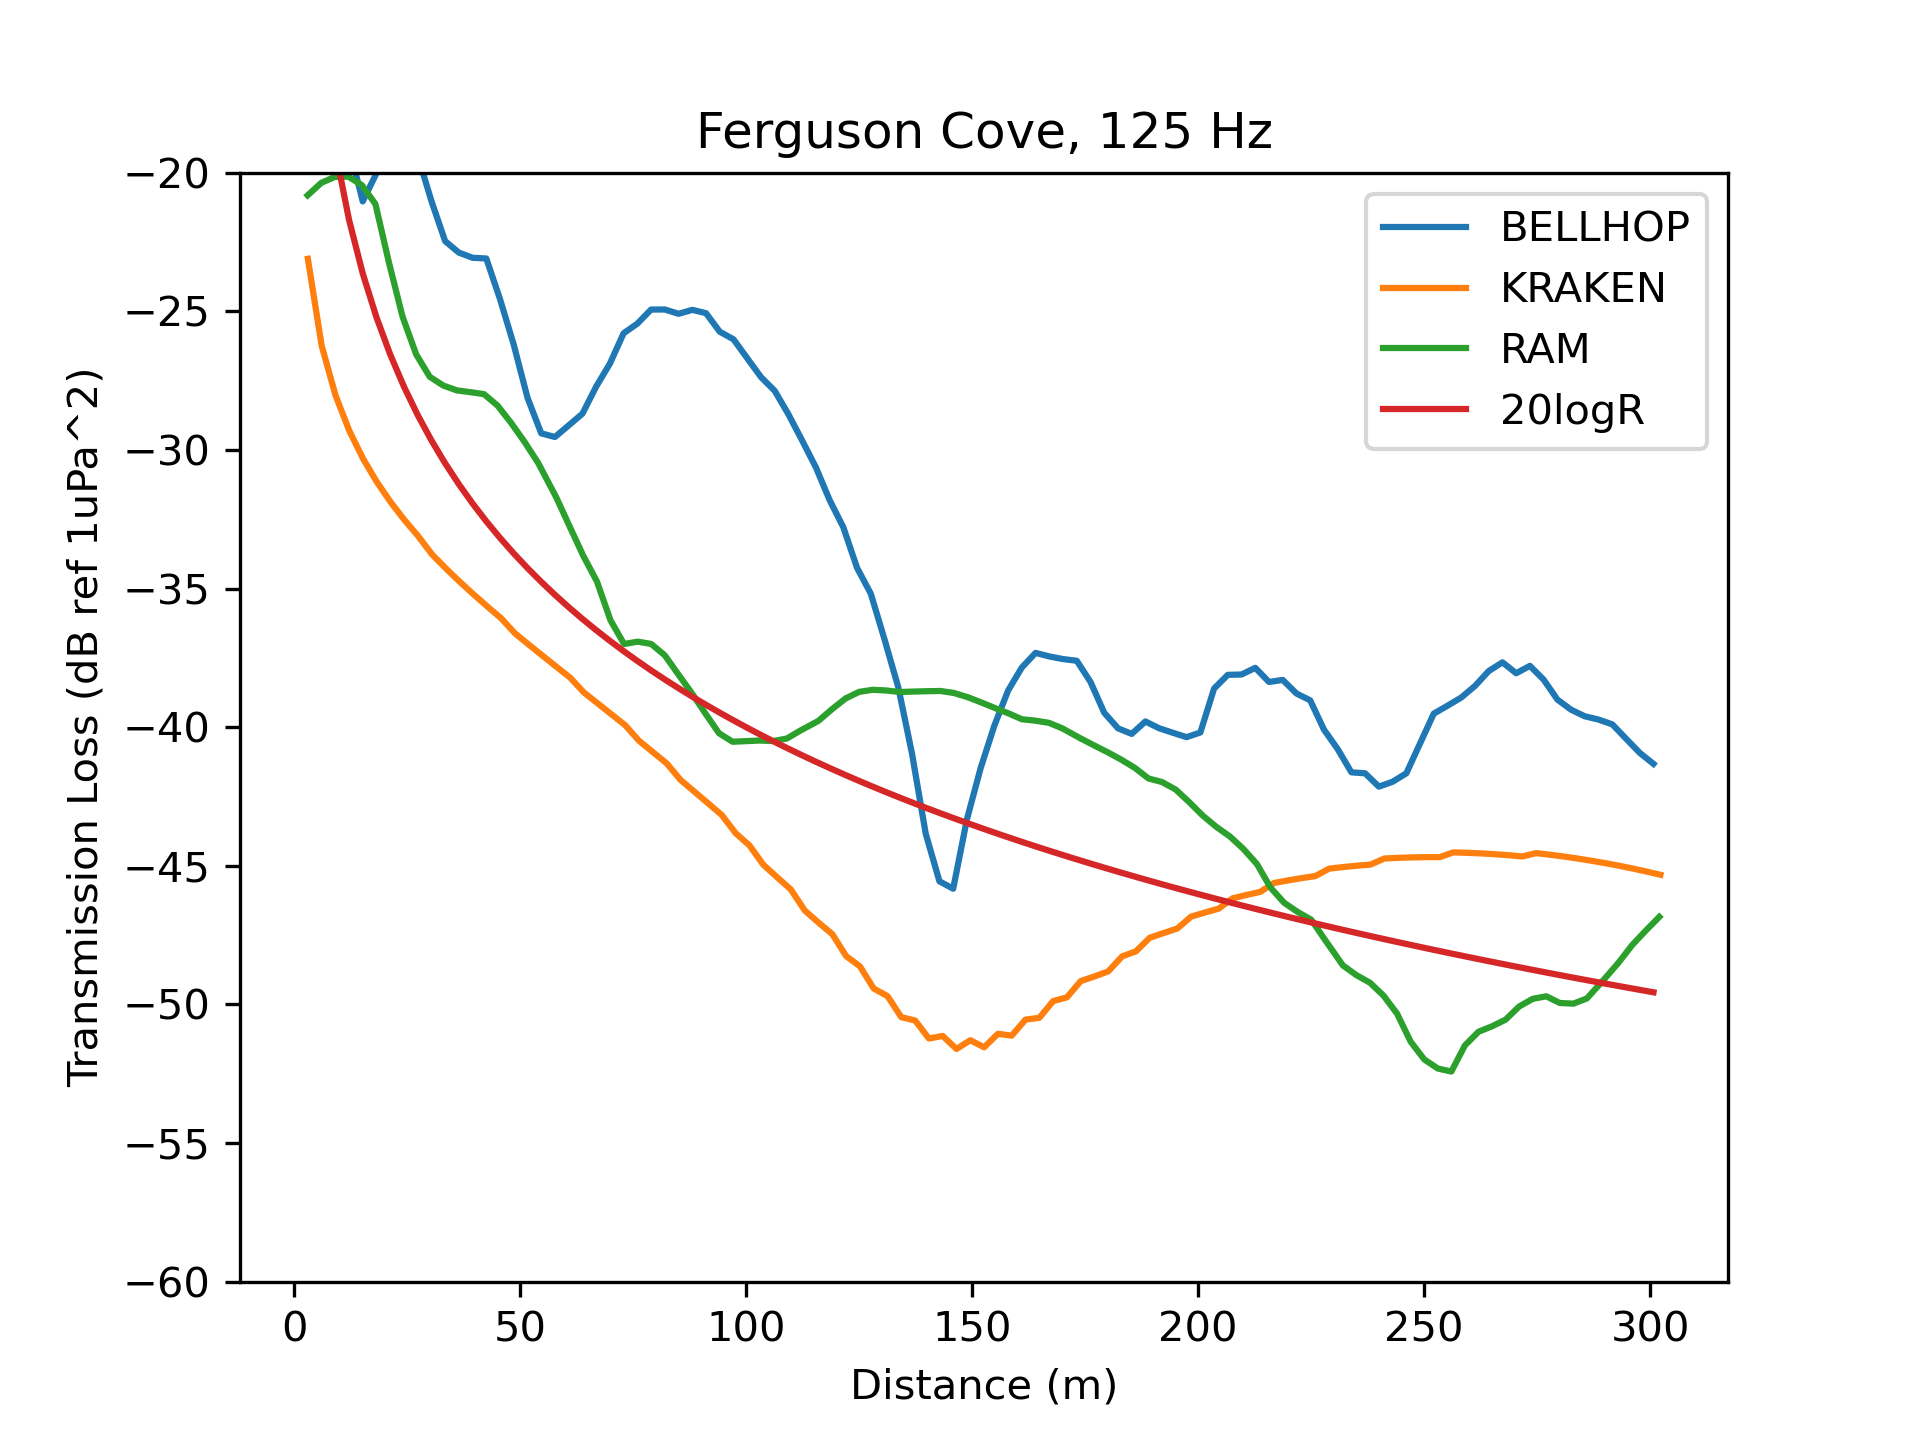 Ferguson Cove, 125 Hz
BELLHOP
KRAKEN
RAM
20logR
Transmission Loss (dB ref 1uPa^2)
−20
−25
−30
−35
−40
−45
−50
−55
−60
0 50 100 150 200 250 300
Distance (m)